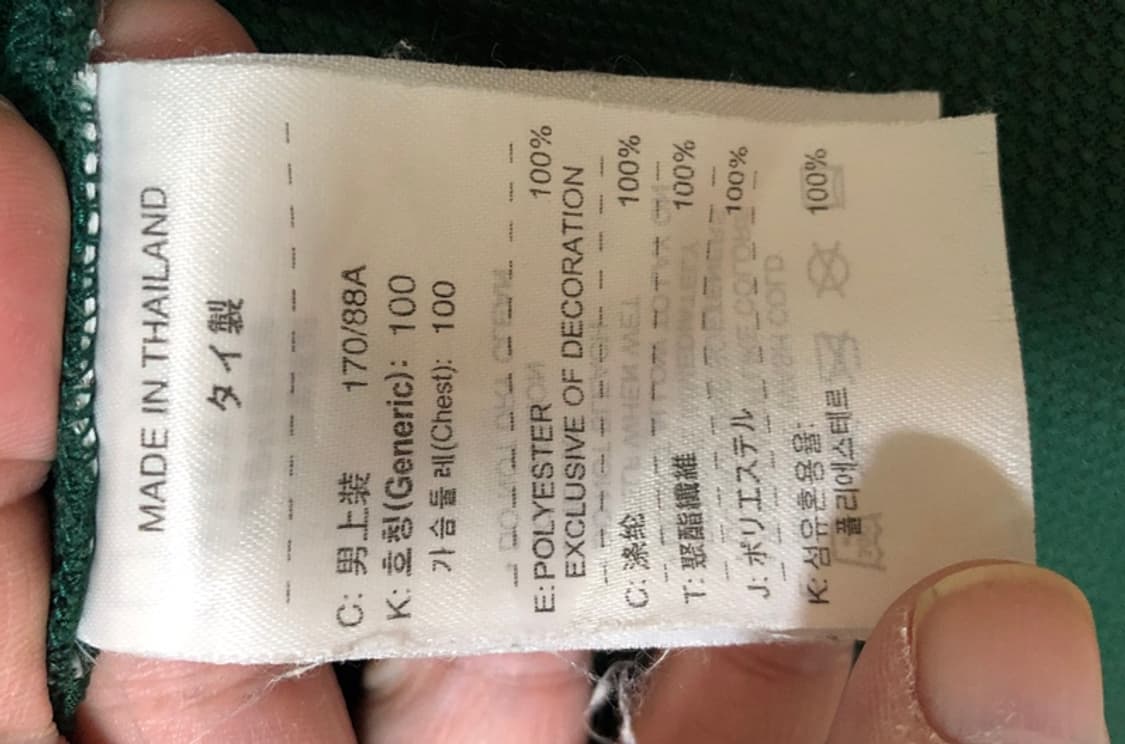 MADE IN THAILAND
タイ製
C: 男上装 170/88A
K: 호칭(Generic): 100
가슴둘레(Chest): 100
E: POLYESTER 100%
EXCLUSIVE OF DECORATION
C: 涤纶 100%
T: 聚酯纖維 100%
J: ポリエステル 100%
K: 섬유혼용율:
폴리에스테르 100%